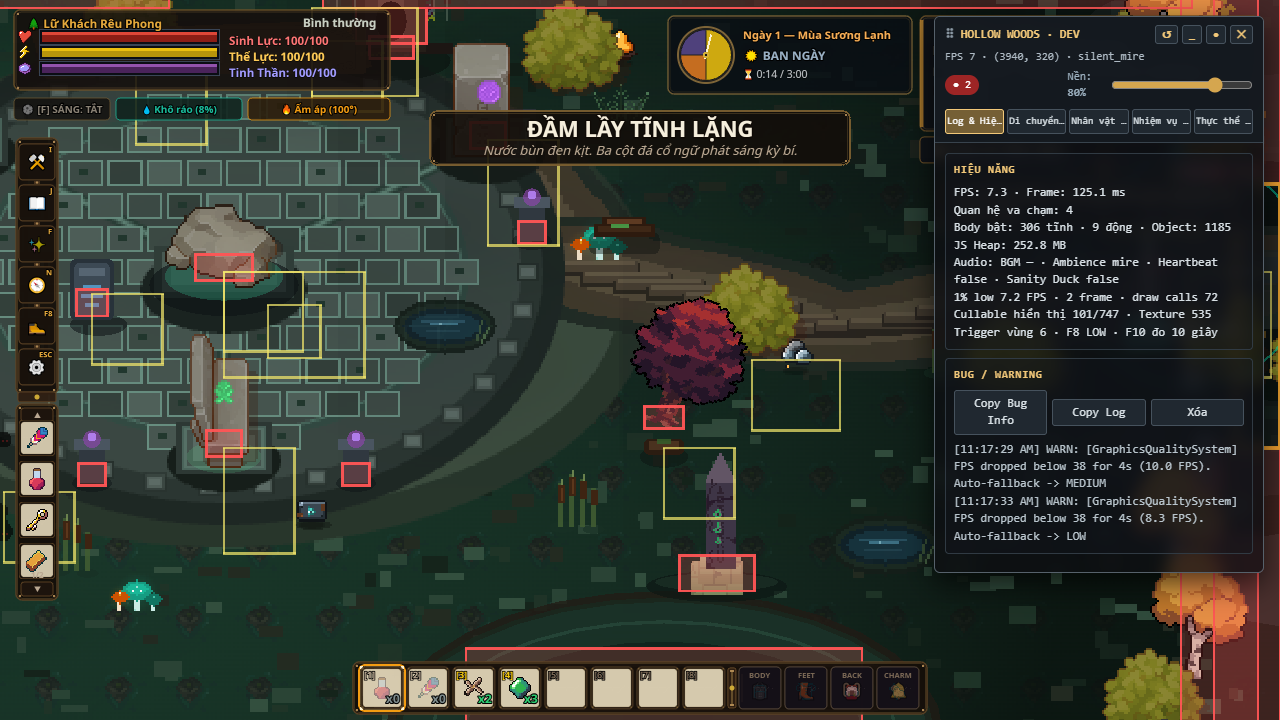 Lữ Khách Rêu Phong
Bình thường
Sinh Lực: 100/100
Thể Lực: 100/100
Tinh Thần: 100/100
[F] SÁNG: TẮT
Khô ráo (8%)
Ấm áp (100°)
Ngày 1 — Mùa Sương Lạnh
BAN NGÀY
0:14 / 3:00
ĐẦM LẦY TĨNH LẶNG
Nước bùn đen kịt. Ba cột đá cổ ngữ phát sáng kỳ bí.
I
J
F
N
F8
ESC
HOLLOW WOODS · DEV
FPS 7 · (3940, 320) · silent_mire
2
Nền:
80%
Log & Hiệ…
Di chuyển…
Nhân vật …
Nhiệm vụ …
Thực thể …
HIỆU NĂNG
FPS: 7.3 · Frame: 125.1 ms
Quan hệ va chạm: 4
Body bật: 306 tĩnh · 9 động · Object: 1185
JS Heap: 252.8 MB
Audio: BGM — · Ambience mire · Heartbeat
false · Sanity Duck false
1% low 7.2 FPS · 2 frame · draw calls 72
Cullable hiển thị 101/747 · Texture 535
Trigger vùng 6 · F8 LOW · F10 đo 10 giây
BUG / WARNING
Copy Bug
Info
Copy Log
Xóa
[11:17:29 AM] WARN: [GraphicsQualitySystem]
FPS dropped below 38 for 4s (10.0 FPS).
Auto-fallback -> MEDIUM
[11:17:33 AM] WARN: [GraphicsQualitySystem]
FPS dropped below 38 for 4s (8.3 FPS).
Auto-fallback -> LOW
[1]
x0
[2]
x0
[3]
x2
[4]
x3
[5]
[6]
[7]
[8]
BODY
FEET
BACK
CHARM